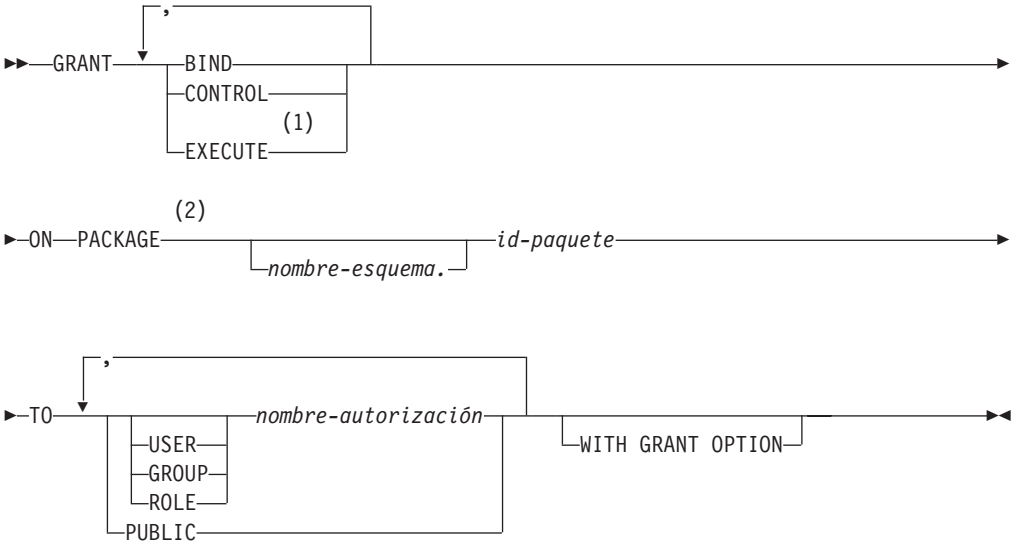 ,
GRANT BIND
CONTROL
(1)
EXECUTE
(2)
ON PACKAGE id-paquete
nombre-esquema.
,
TO nombre-autorización
USER WITH GRANT OPTION
GROUP
ROLE
PUBLIC